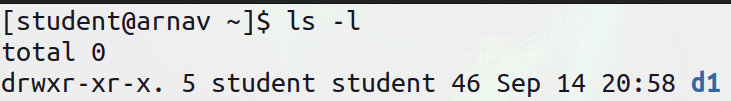 [student@arnav ~]$ ls -l
total 0
drwxr-xr-x. 5 student student 46 Sep 14 20:58 d1